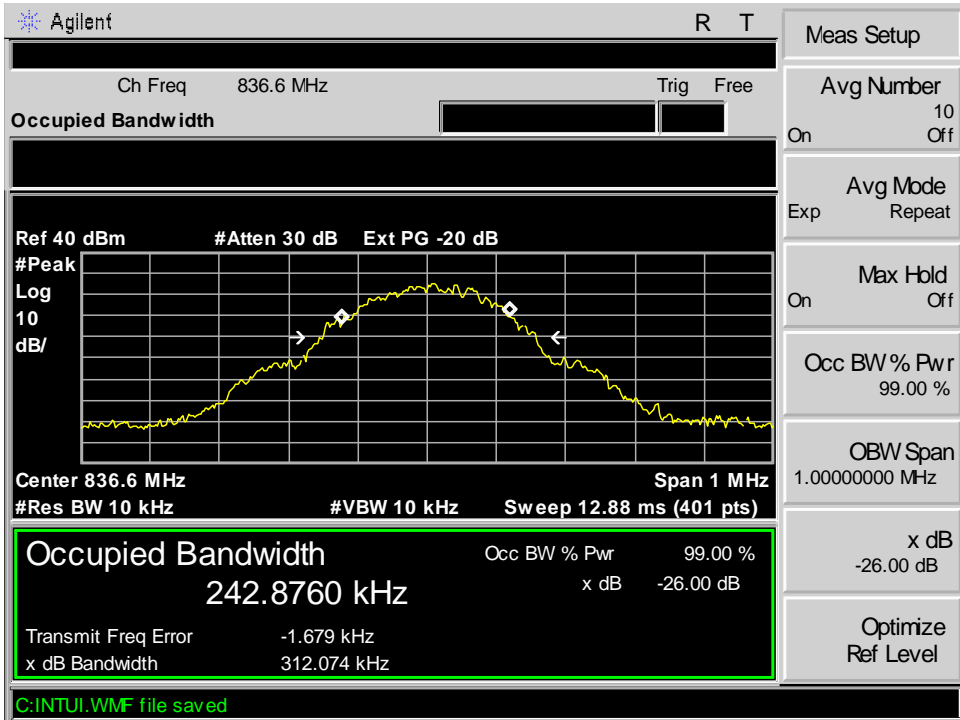 Agilent R T
Ch Freq 836.6 MHz Trig Free
Occupied Bandwidth
Ref 40 dBm #Atten 30 dB Ext PG -20 dB
#Peak
Log
10
dB/
Center 836.6 MHz Span 1 MHz
#Res BW 10 kHz #VBW 10 kHz Sweep 12.88 ms (401 pts)
Occupied Bandwidth Occ BW % Pwr 99.00 %
242.8760 kHz x dB -26.00 dB
Transmit Freq Error -1.679 kHz
x dB Bandwidth 312.074 kHz
C:INTUI.WMF file saved
Meas Setup
Avg Number
10
On Off
Avg Mode
Exp Repeat
Max Hold
On Off
Occ BW % Pwr
99.00 %
OBW Span
1.00000000 MHz
x dB
-26.00 dB
Optimize
Ref Level